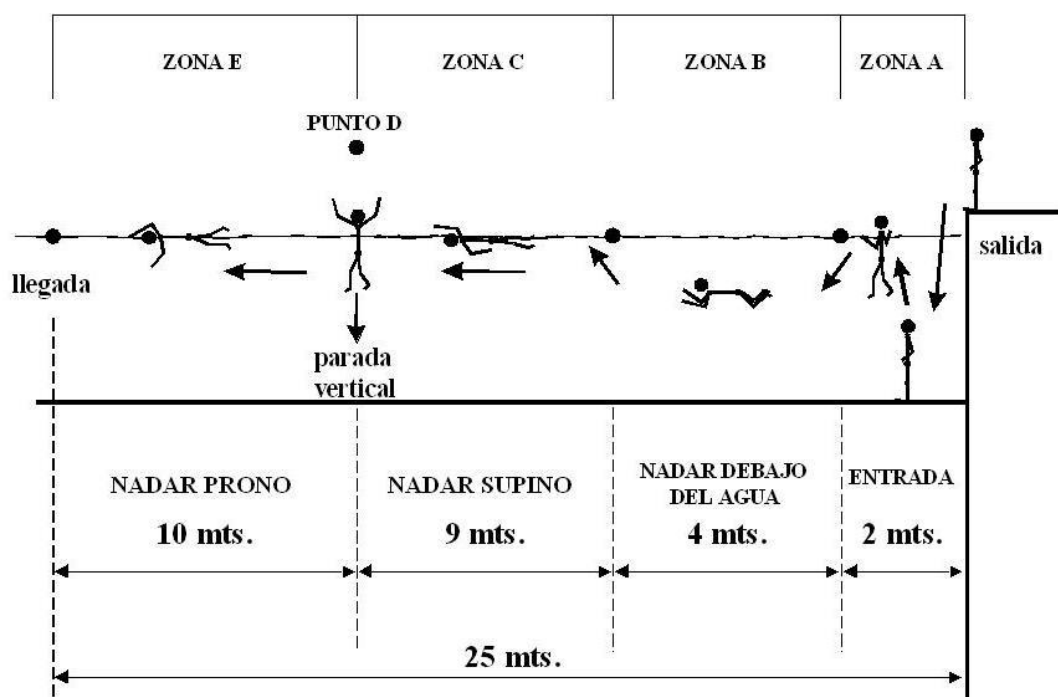 ZONA E
ZONA C
ZONA B
ZONA A
PUNTO D
salida
llegada
parada
vertical
NADAR PRONO
10 mts.
NADAR SUPINO
9 mts.
NADAR DEBAJO
DEL AGUA
4 mts.
ENTRADA
2 mts.
25 mts.